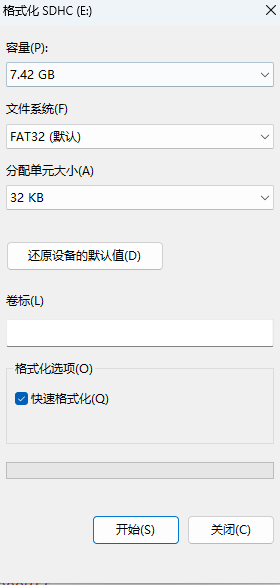 格式化 SDHC (E:)
容量(P):
7.42 GB
文件系统(F)
FAT32 (默认)
分配单元大小(A)
32 KB
还原设备的默认值(D)
卷标(L)
格式化选项(O)
快速格式化(Q)
开始(S)
关闭(C)